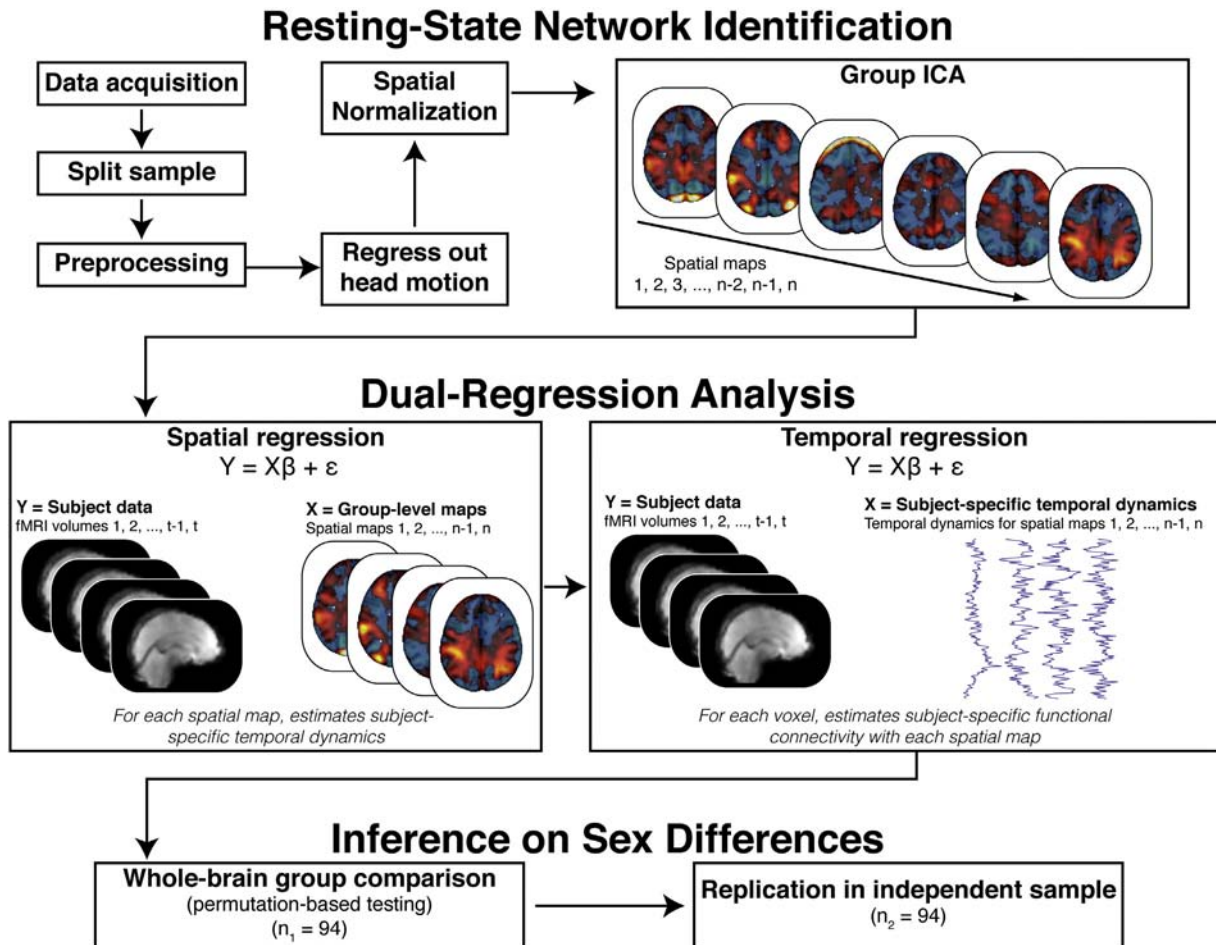 Resting-State Network Identification
Data acquisition
Split sample
Preprocessing
Regress out
head motion
Spatial
Normalization
Group ICA
Spatial maps
1, 2, 3, ..., n-2, n-1, n
Dual-Regression Analysis
Spatial regression
Y = Xβ + ε
Y = Subject data
fMRI volumes 1, 2, ..., t-1, t
X = Group-level maps
Spatial maps 1, 2, ..., n-1, n
For each spatial map, estimates subject-
specific temporal dynamics
Temporal regression
Y = Xβ + ε
Y = Subject data
fMRI volumes 1, 2, ..., t-1, t
X = Subject-specific temporal dynamics
Temporal dynamics for spatial maps 1, 2, ..., n-1, n
For each voxel, estimates subject-specific functional
connectivity with each spatial map
Inference on Sex Differences
Whole-brain group comparison
(permutation-based testing)
(n₁ = 94)
Replication in independent sample
(n₂ = 94)